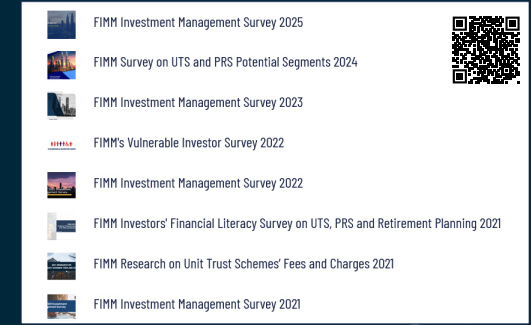 FIMM Investment Management Survey 2025
FIMM Survey on UTS and PRS Potential Segments 2024
FIMM Investment Management Survey 2023
FIMM's Vulnerable Investor Survey 2022
FIMM Investment Management Survey 2022
FIMM Investors' Financial Literacy Survey on UTS, PRS and Retirement Planning 2021
FIMM Research on Unit Trust Schemes' Fees and Charges 2021
FIMM Investment Management Survey 2021